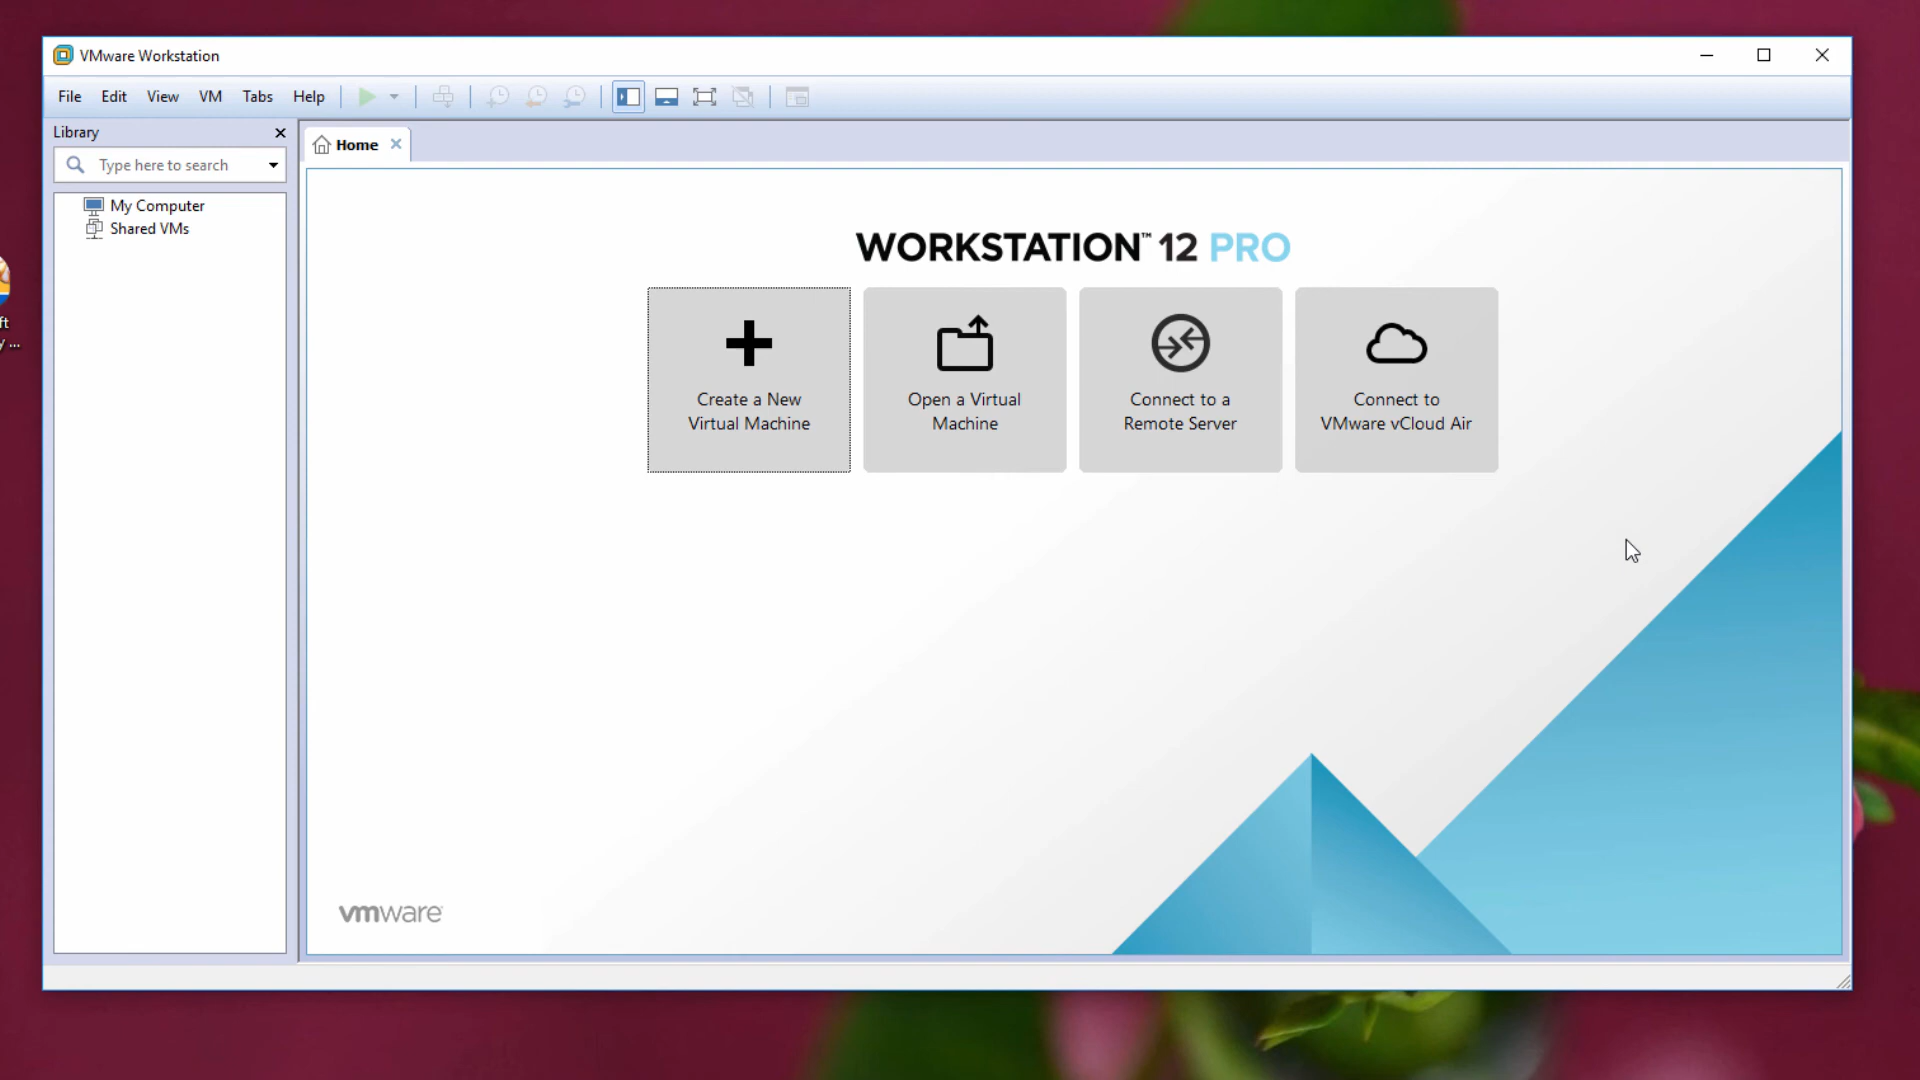 VMware Workstation
File Edit View VM Tabs Help
Library
Type here to search
My Computer
Shared VMs
Home
WORKSTATION™ 12 PRO
Create a New
Virtual Machine
Open a Virtual
Machine
Connect to a
Remote Server
Connect to
VMware vCloud Air
vmware
ft
y ...